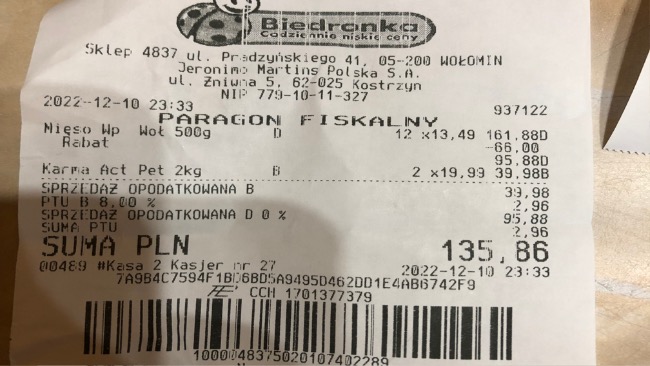 Biedronka
Codziennie niskie ceny
Sklep 4837 ul. Prądzyńskiego 41, 05-200 WOŁOMIN
Jeronimo Martins Polska S.A.
ul. Żniwna 5, 62-025 Kostrzyn
NIP 779-10-11-327
2022-12-10 23:33 937122
PARAGON FISKALNY
Mięso Wp Woł 500g D 12 x13,49 161,88D
Rabat -66,00
95,88D
Karma Act Pet 2kg B 2 x19,99 39,98B
SPRZEDAŻ OPODATKOWANA B 39,98
PTU B 8,00 % 2,96
SPRZEDAŻ OPODATKOWANA D 0 % 95,88
SUMA PTU 2,96
SUMA PLN 135,86
00489 #Kasa 2 Kasjer nr 27 2022-12-10 23:33
7A9B4C7594F1BD6BD5A9495D462DD1E4AB6742F9
CCH 1701377379